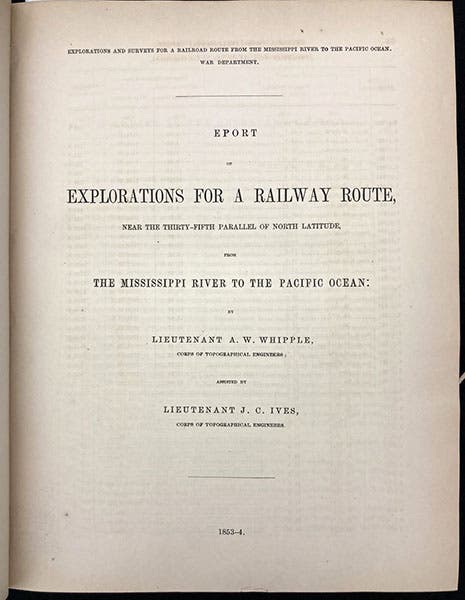 EXPLORATIONS AND SURVEYS FOR A RAILROAD ROUTE FROM THE MISSISSIPPI RIVER TO THE PACIFIC OCEAN.
WAR DEPARTMENT.
EPORT
OF
EXPLORATIONS FOR A RAILWAY ROUTE,
NEAR THE THIRTY-FIFTH PARALLEL OF NORTH LATITUDE,
FROM
THE MISSISSIPPI RIVER TO THE PACIFIC OCEAN:
BY
LIEUTENANT A. W. WHIPPLE,
CORPS OF TOPOGRAPHICAL ENGINEERS;
ASSISTED BY
LIEUTENANT J. C. IVES,
CORPS OF TOPOGRAPHICAL ENGINEERS
1853-4.